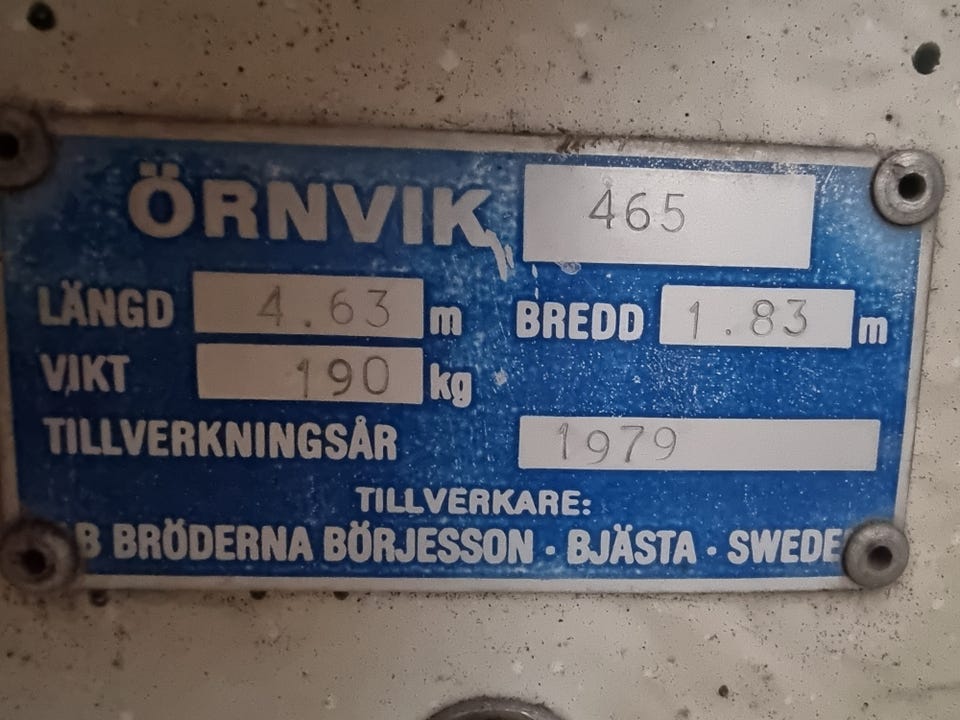 ÖRNVIK 465
LÄNGD 4.63 m BREDD 1.83 m
VIKT 190 kg
TILLVERKNINGSÅR 1979
TILLVERKARE:
B BRÖDERNA BÖRJESSON · BJÄSTA · SWEDE